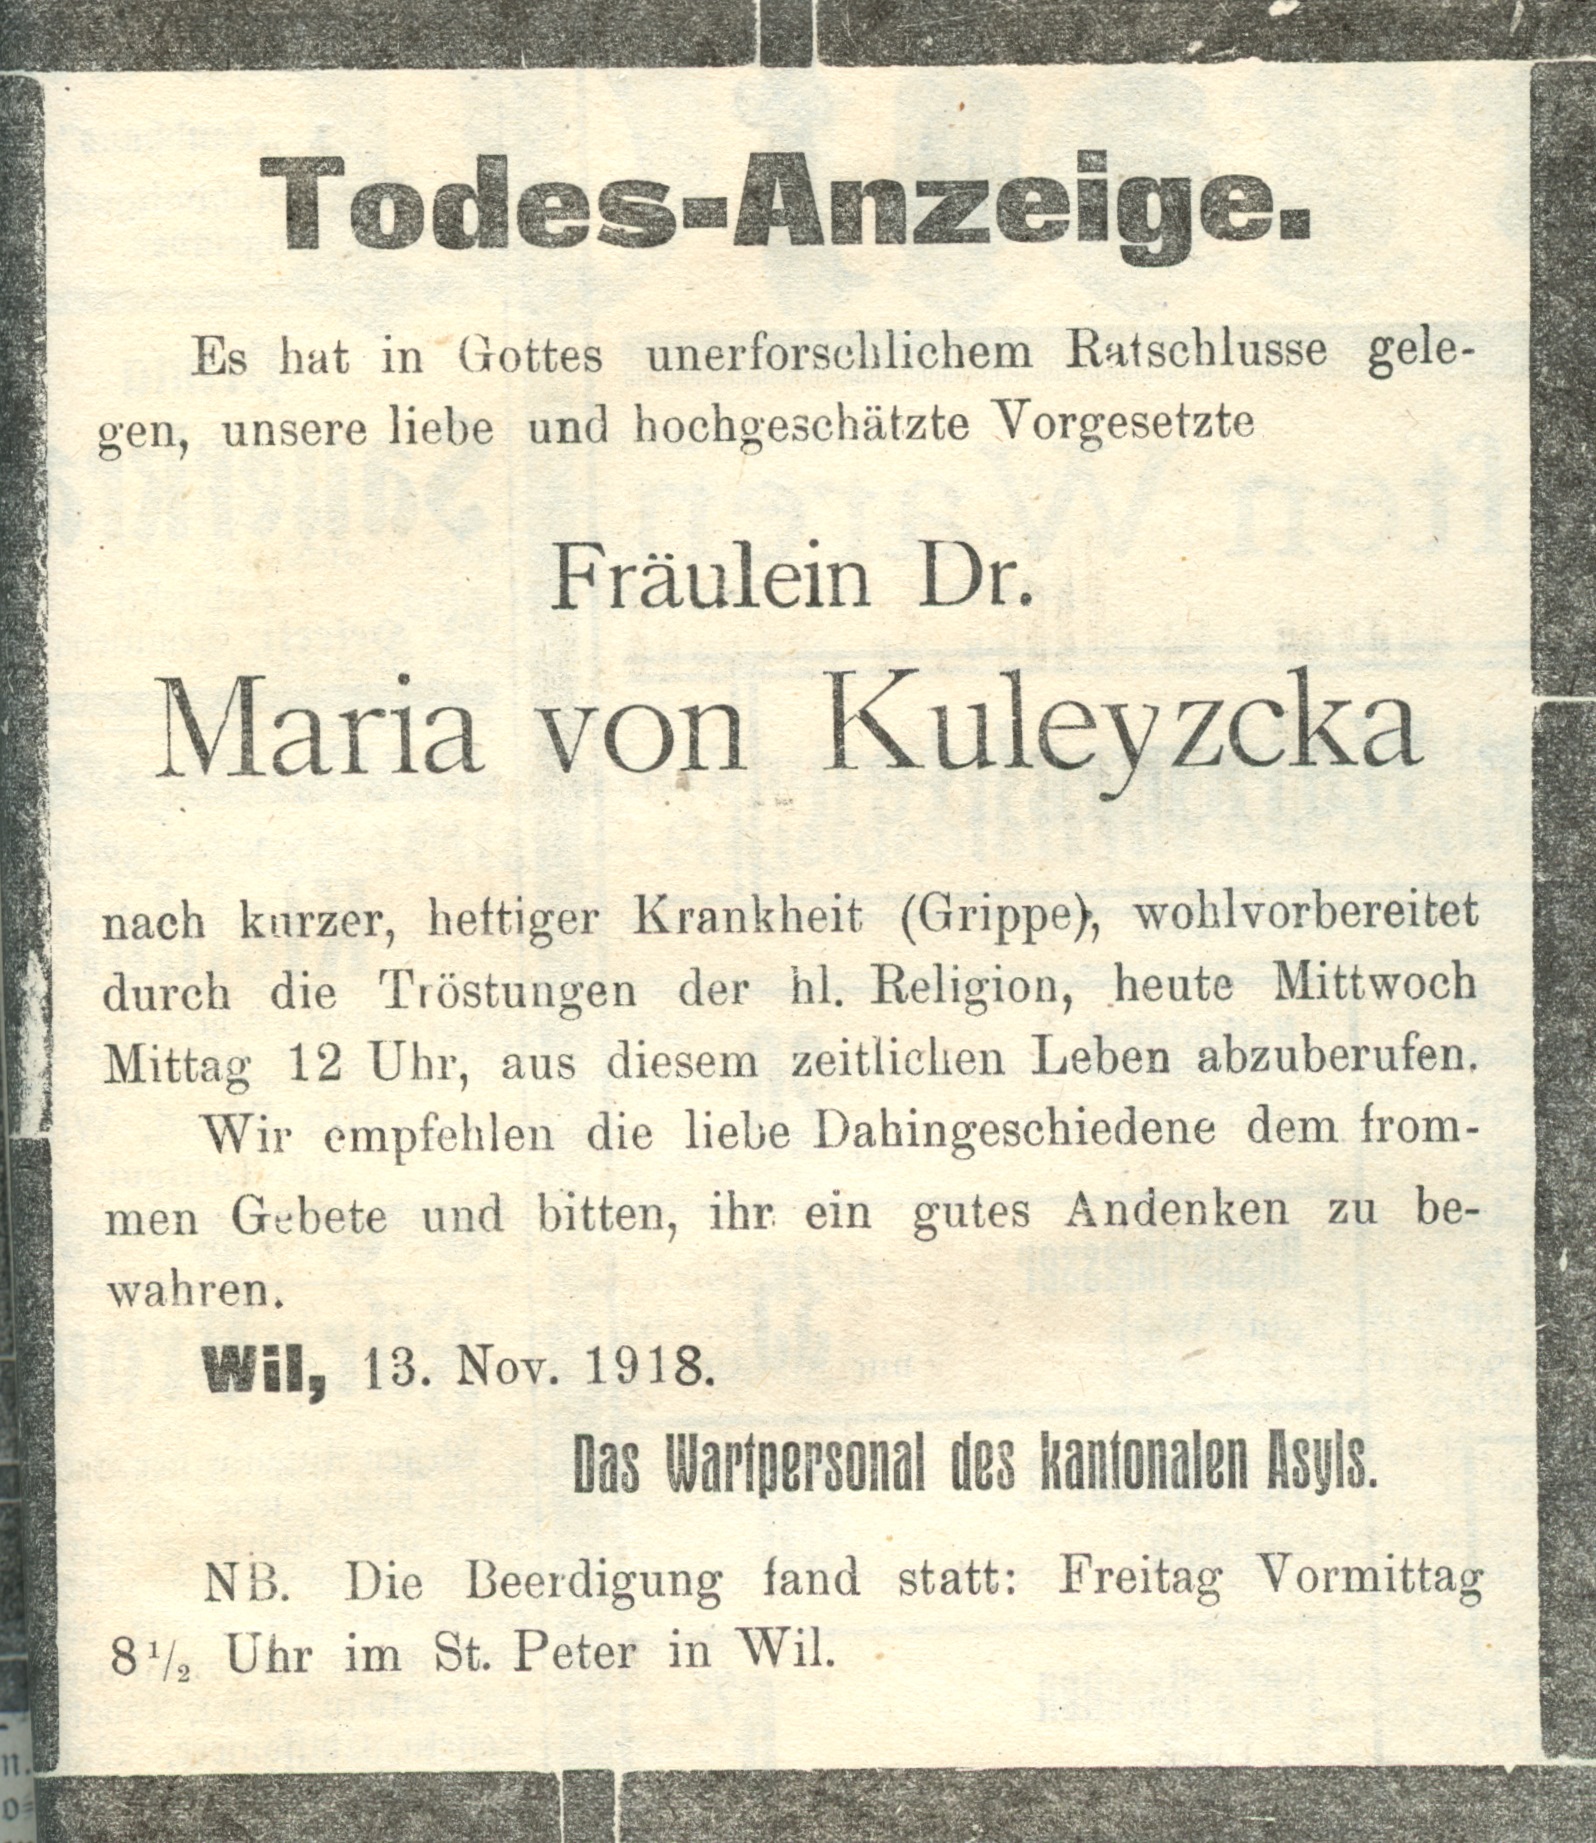 Todes-Anzeige.
Es hat in Gottes unerforschlichem Ratschlusse gele-
gen, unsere liebe und hochgeschätzte Vorgesetzte
Fräulein Dr.
Maria von Kuleyzcka
nach kurzer, heftiger Krankheit (Grippe), wohlvorbereitet
durch die Tröstungen der hl. Religion, heute Mittwoch
Mittag 12 Uhr, aus diesem zeitlichen Leben abzuberufen.
Wir empfehlen die liebe Dahingeschiedene dem from-
men Gebete und bitten, ihr ein gutes Andenken zu be-
wahren.
Wil, 13. Nov. 1918.
Das Wartpersonal des kantonalen Asyls.
NB. Die Beerdigung fand statt: Freitag Vormittag
8 1/2 Uhr im St. Peter in Wil.